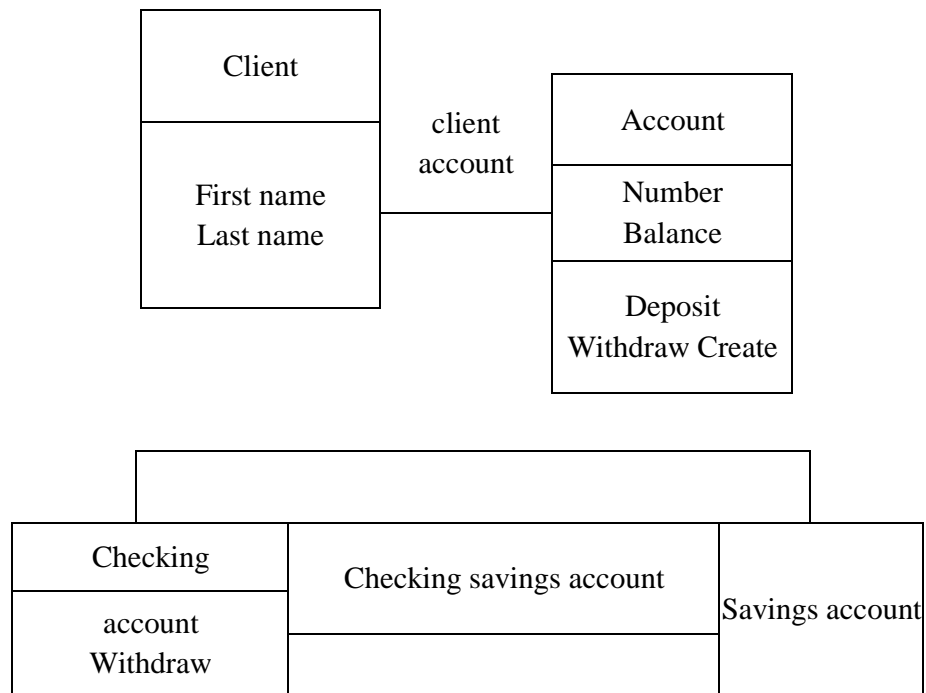 Client
First name
Last name
client
account
Account
Number
Balance
Deposit
Withdraw Create
Checking
account
Withdraw
Checking savings account
Savings account